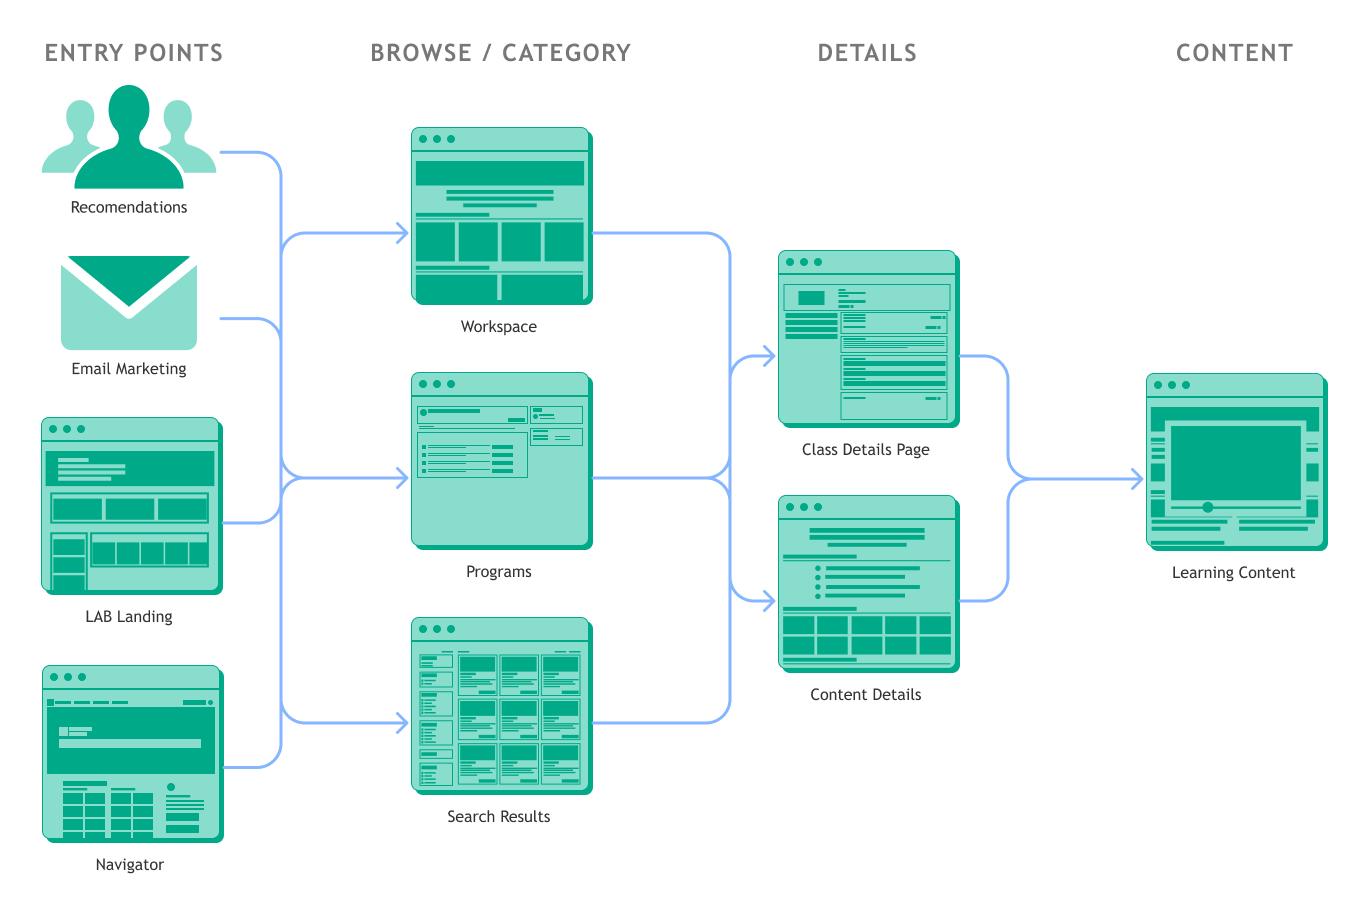 ENTRY POINTS
BROWSE / CATEGORY
DETAILS
CONTENT
Recomendations
Email Marketing
LAB Landing
Navigator
Workspace
Programs
Search Results
Class Details Page
Content Details
Learning Content